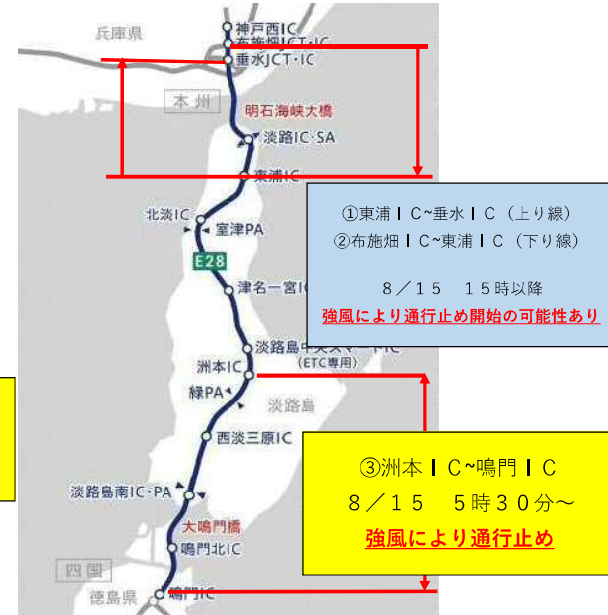 兵庫県
神戸西IC
布施畑JCT・IC
垂水JCT・IC
本州
明石海峡大橋
淡路IC・SA
東浦IC
北淡IC
室津PA
①東浦ＩＣ~垂水ＩＣ（上り線）
②布施畑ＩＣ~東浦ＩＣ（下り線）
8／15　15時以降
強風により通行止め開始の可能性あり
E28
津名一宮IC
淡路島中央スマートIC
(ETC専用)
洲本IC
緑PA
淡路島
西淡三原IC
③洲本ＩＣ~鳴門ＩＣ
8／15　5時30分～
強風により通行止め
淡路島南IC・PA
大鳴門橋
鳴門北IC
四国
徳島県
鳴門IC